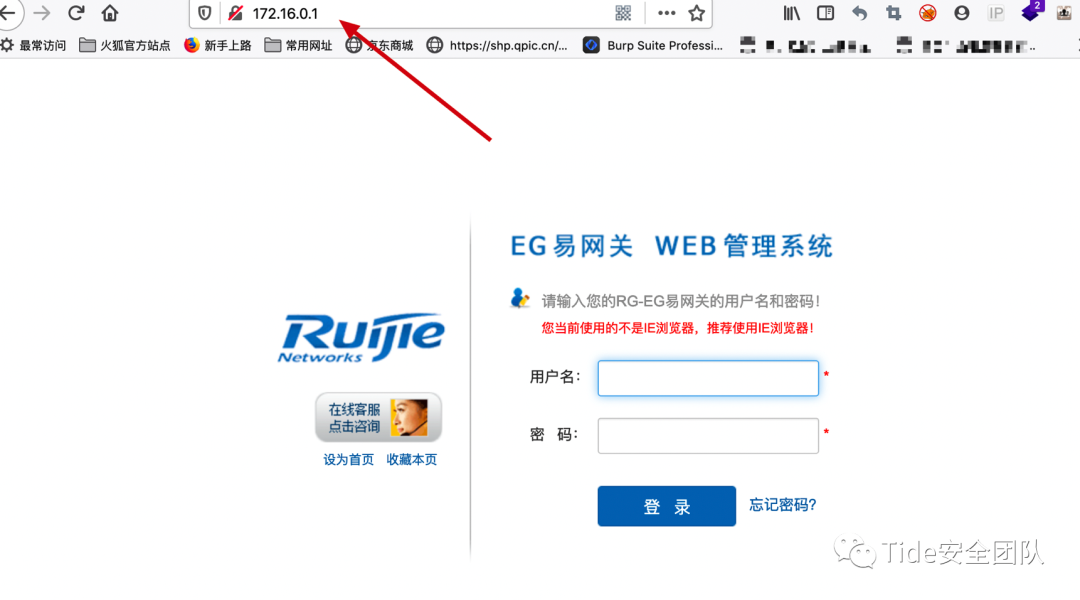 172.16.0.1
IP
2
最常访问 火狐官方站点 新手上路 常用网址 京东商城 https://shp.qpic.cn/... Burp Suite Professi...
EG易网关 WEB管理系统
请输入您的RG-EG易网关的用户名和密码!
您当前使用的不是IE浏览器,推荐使用IE浏览器!
Ruijie
Networks
用户名: *
在线客服
点击咨询
密 码: *
设为首页 收藏本页
登 录 忘记密码?
Tide安全团队